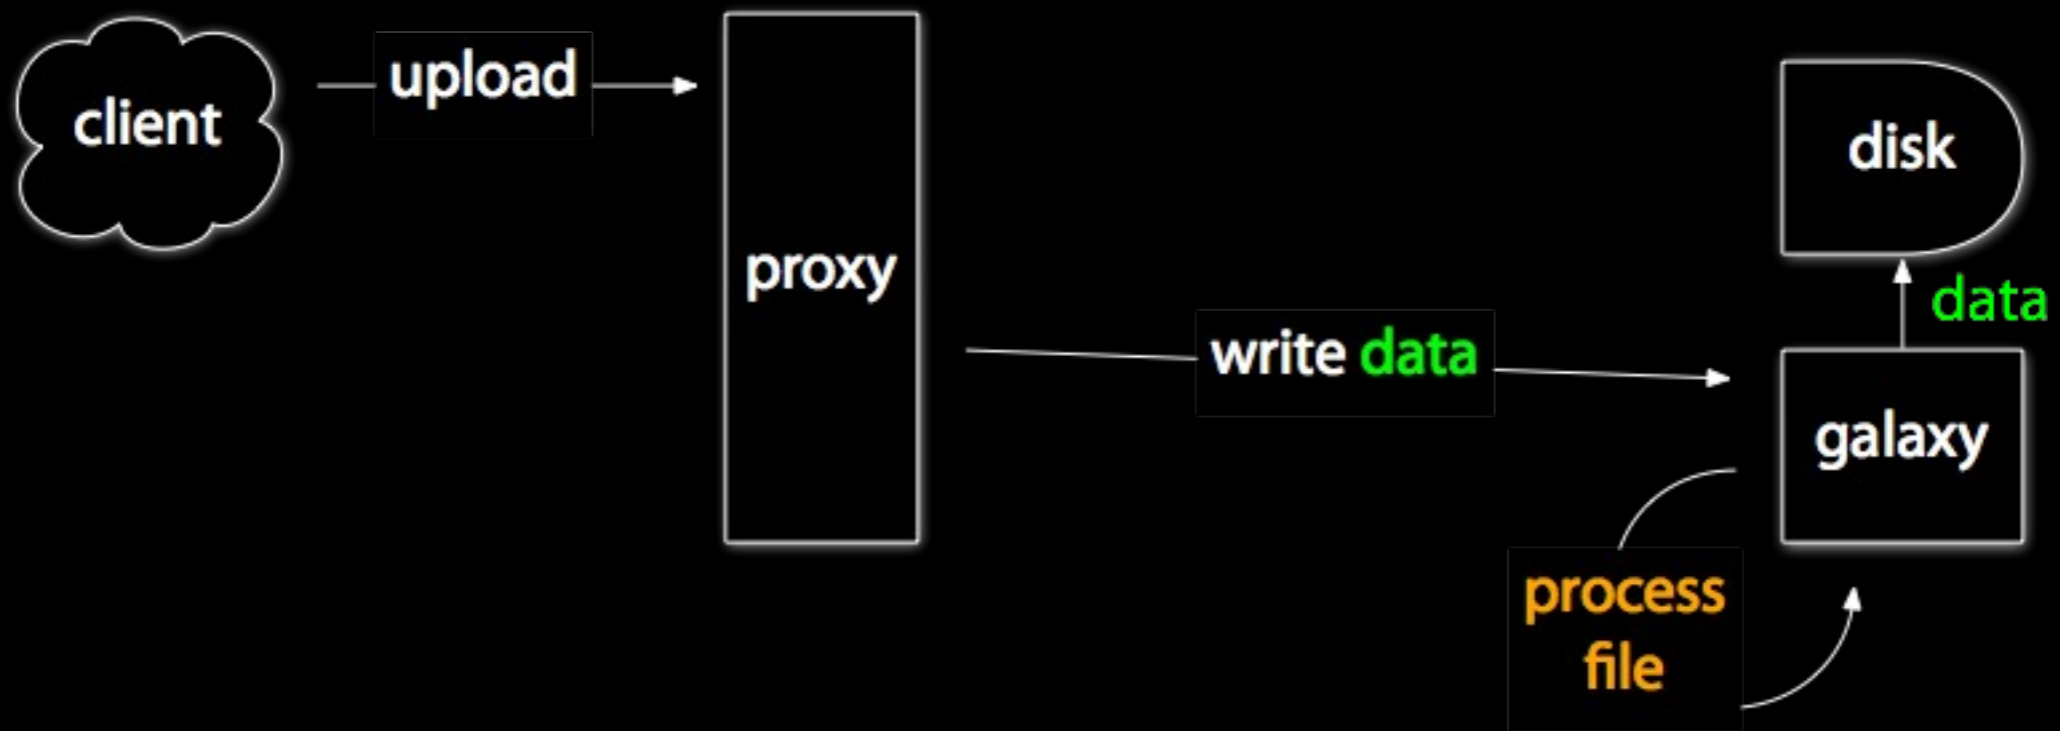 client
upload
proxy
disk
data
write data
galaxy
process
file